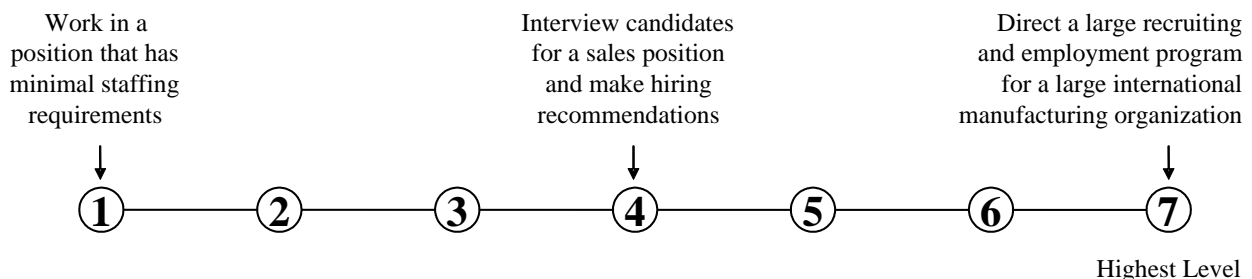 Work in a
position that has
minimal staffing
requirements
Interview candidates
for a sales position
and make hiring
recommendations
Direct a large recruiting
and employment program
for a large international
manufacturing organization
1 2 3 4 5 6 7
Highest Level